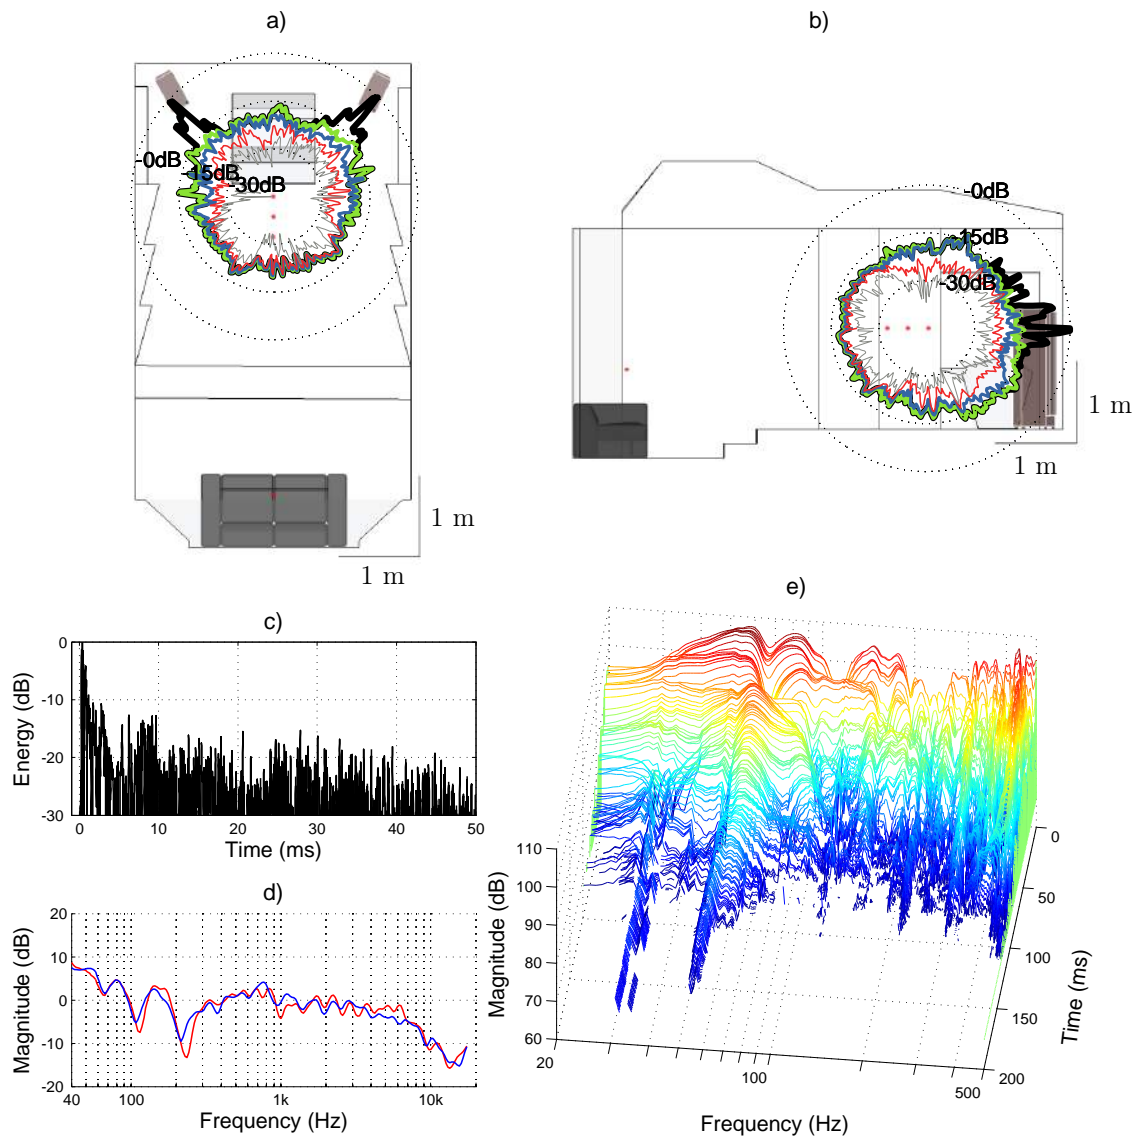 a)
b)
-0dB
-15dB
-30dB
1 m
1 m
-0dB
-15dB
-30dB
1 m
1 m
c)
0
-10
-20
-30
Energy (dB)
0 10 20 30 40 50
Time (ms)
d)
20
10
0
-10
-20
Magnitude (dB)
40 100 1k 10k
Frequency (Hz)
e)
110
100
90
80
70
60
Magnitude (dB)
20 100 500
Frequency (Hz)
0
50
100
150
200
Time (ms)